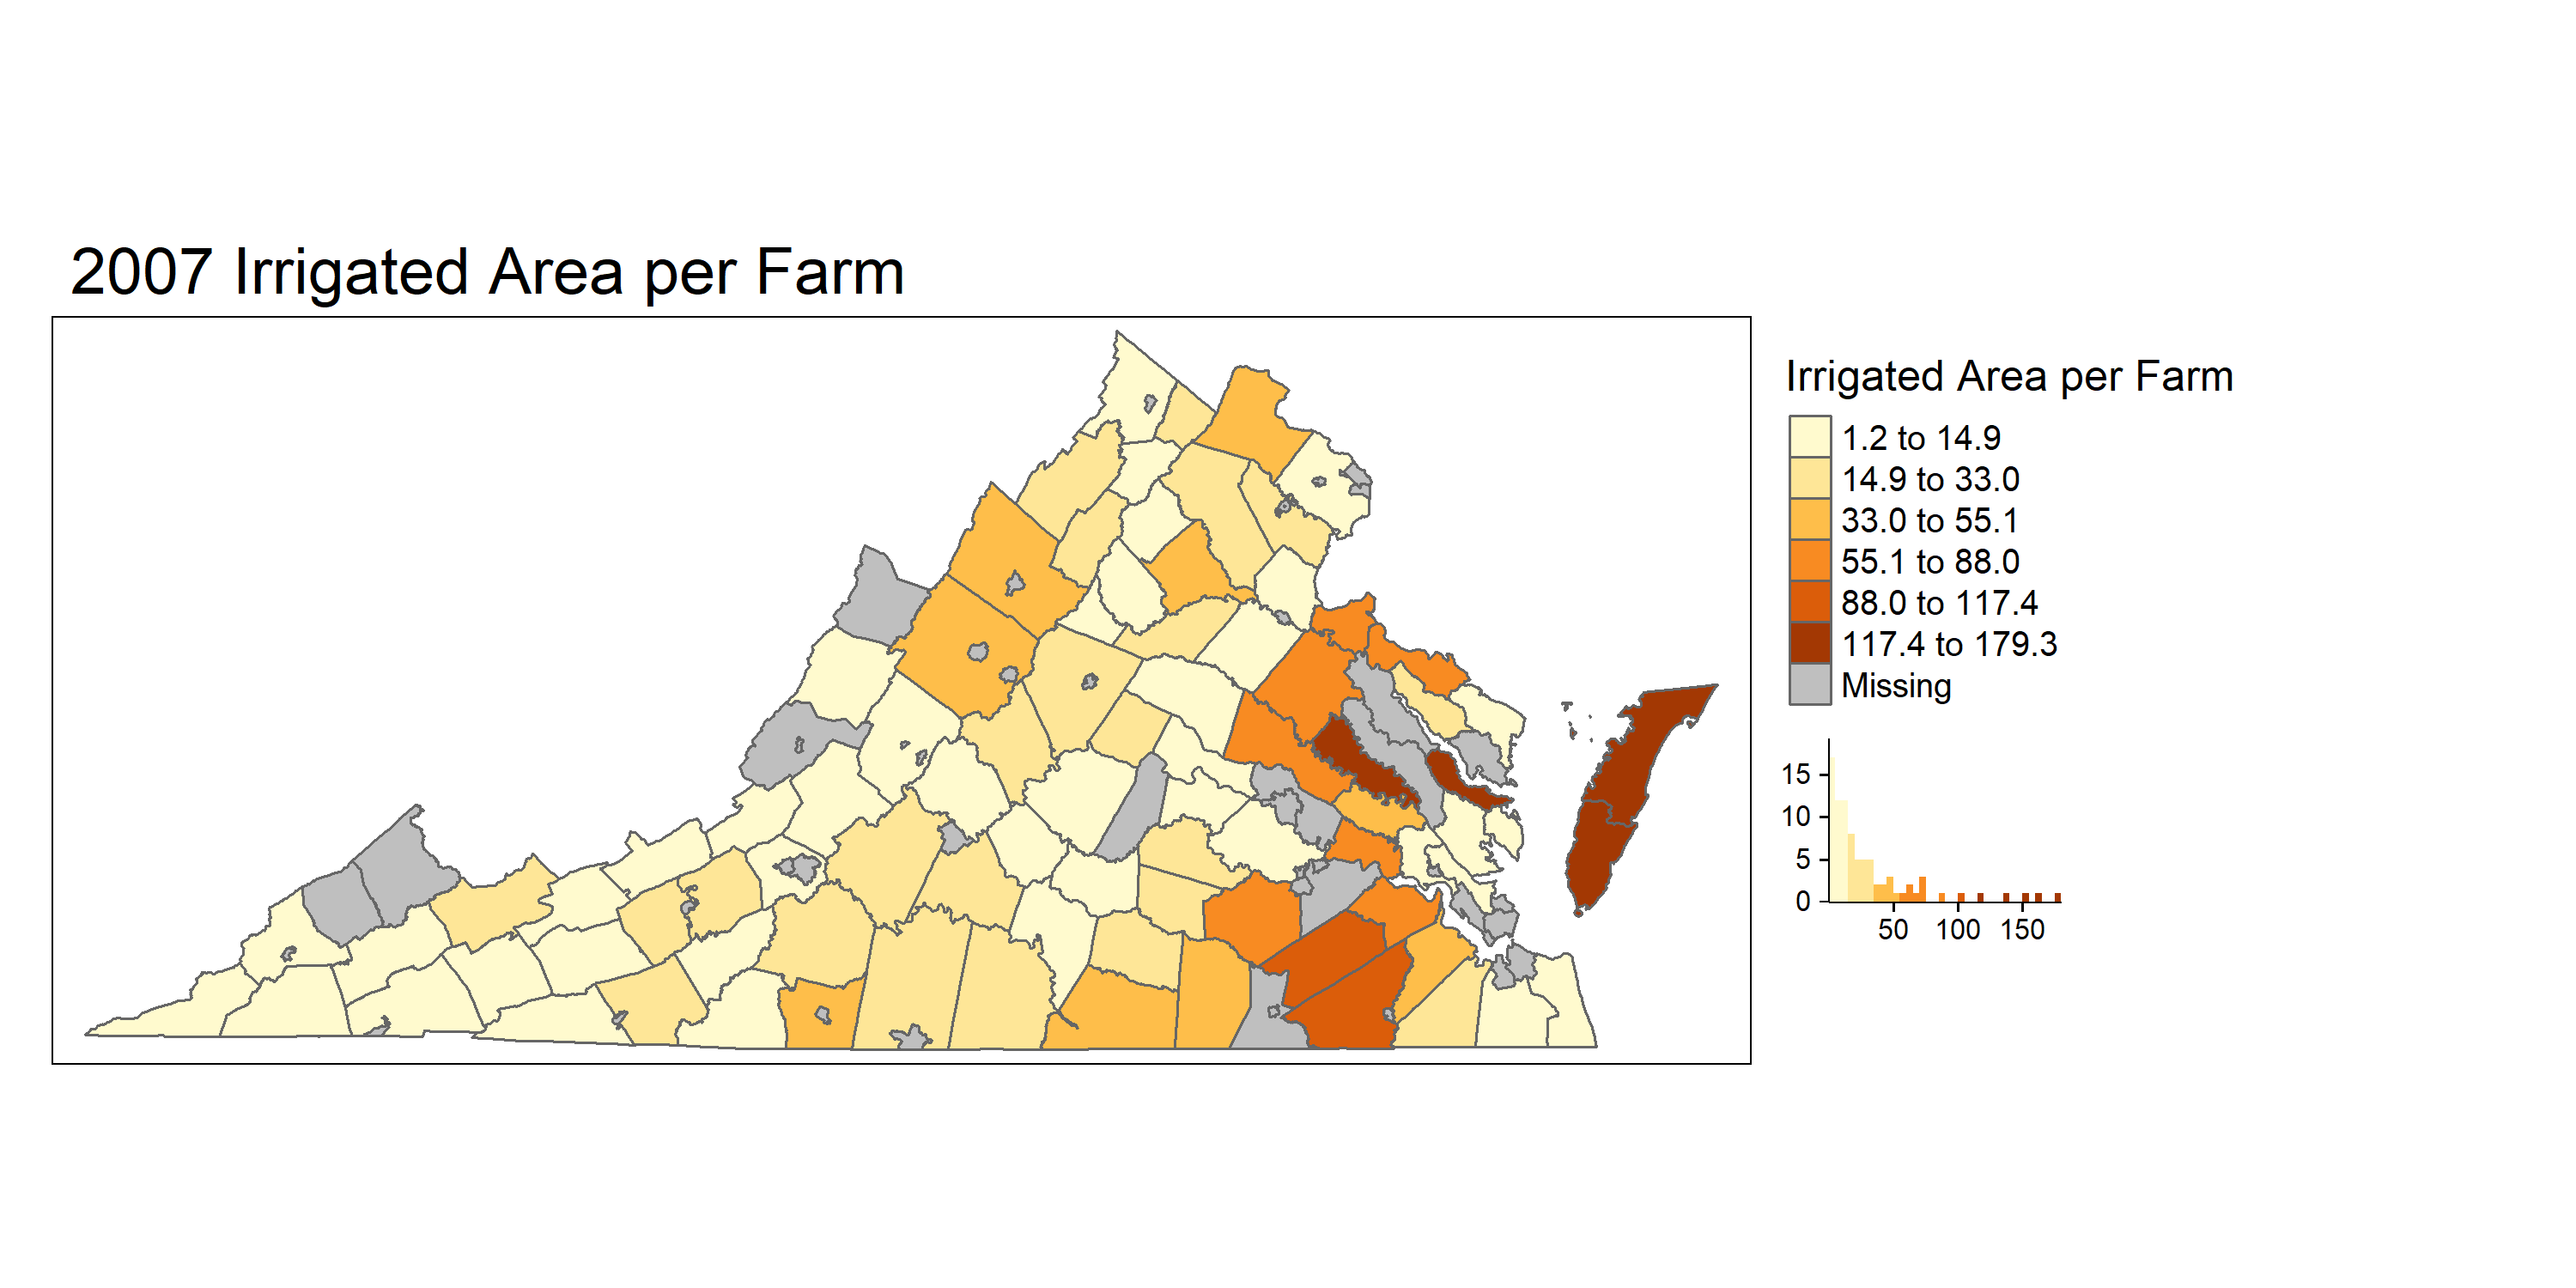 2007 Irrigated Area per Farm
Irrigated Area per Farm
1.2 to 14.9
14.9 to 33.0
33.0 to 55.1
55.1 to 88.0
88.0 to 117.4
117.4 to 179.3
Missing
15
10
5
0
50 100 150